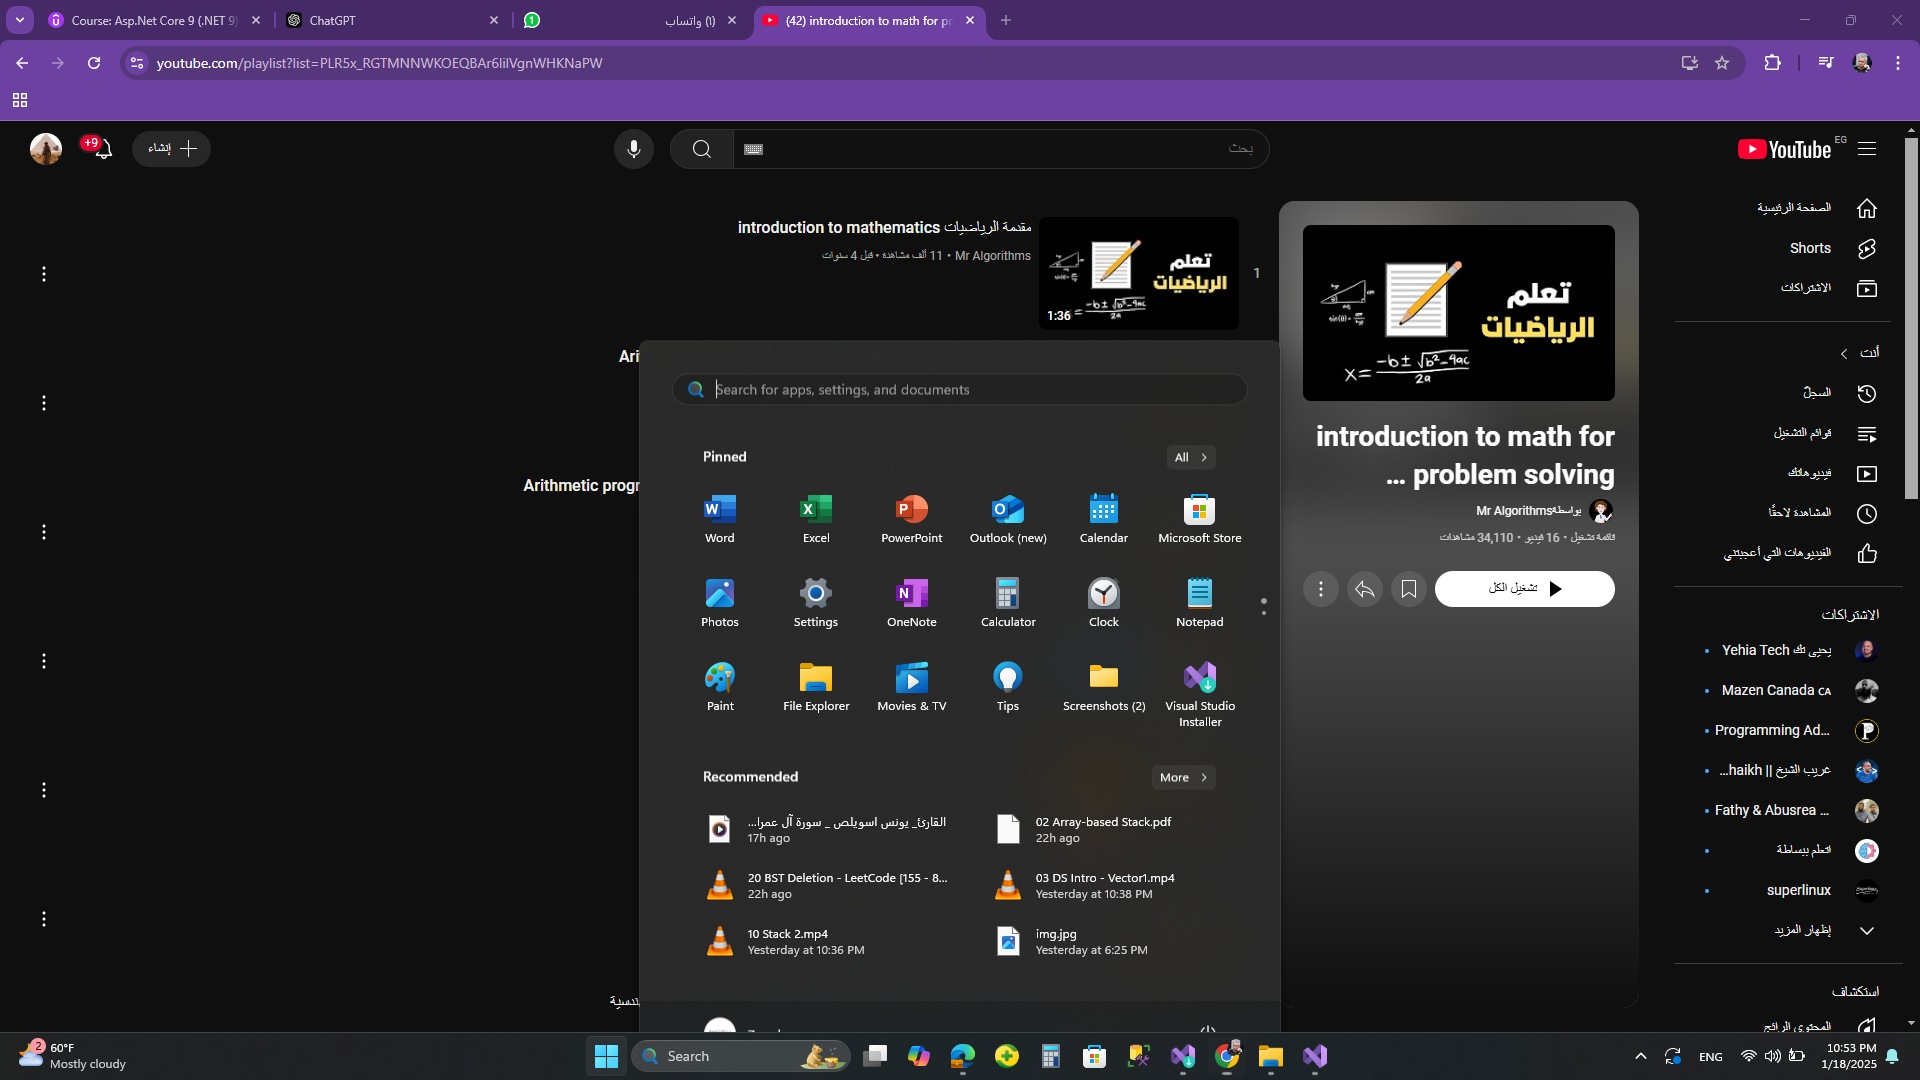 Course: Asp.Net Core 9 (.NET 9)
ChatGPT
(1) واتساب
(42) introduction to math for pr
youtube.com/playlist?list=PLR5x_RGTMNNWKOEQBAr6lilVgnWHKNaPW
+9
إنشاء
بحث
YouTube
EG
introduction to mathematics مقدمة الرياضيات
Mr Algorithms • 11 ألف مشاهدة • قبل 4 سنوات
1:36
تعلم
الرياضيات
1
Ari
Arithmetic progr
ندسية
تعلم
الرياضيات
introduction to math for
problem solving ...
بواسطة Mr Algorithms
قائمة تشغيل • 16 فيديو • 34,110 مشاهدات
تشغيل الكل
الصفحة الرئيسية
Shorts
الاشتراكات
أنت
السجلّ
قوائم التشغيل
فيديوهاتك
المشاهدة لاحقًا
الفيديوهات التي أعجبتني
الاشتراكات
Yehia Tech يحيى تك
Mazen Canada CA
Programming Ad...
غريب الشيخ || haikh...
Fathy & Abusrea ...
اتعلم ببساطة
superlinux
إظهار المزيد
استكشاف
المحتوى الرائج
Search for apps, settings, and documents
Pinned
All
Word
Excel
PowerPoint
Outlook (new)
Calendar
Microsoft Store
Photos
Settings
OneNote
Calculator
Clock
Notepad
Paint
File Explorer
Movies & TV
Tips
Screenshots (2)
Visual Studio
Installer
Recommended
More
القارئ_ يونس اسويلص _ سورة آل عمرا...
17h ago
02 Array-based Stack.pdf
22h ago
20 BST Deletion - LeetCode [155 - 8...
22h ago
03 DS Intro - Vector1.mp4
Yesterday at 10:38 PM
10 Stack 2.mp4
Yesterday at 10:36 PM
img.jpg
Yesterday at 6:25 PM
2
60°F
Mostly cloudy
Search
ENG
10:53 PM
1/18/2025